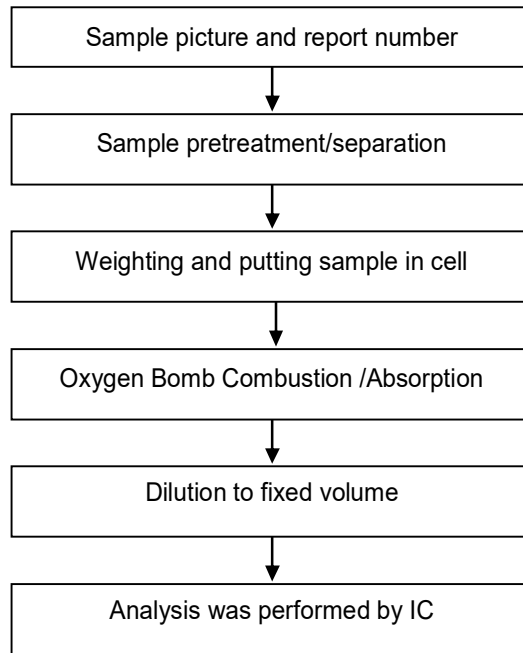 Sample picture and report number
Sample pretreatment/separation
Weighting and putting sample in cell
Oxygen Bomb Combustion /Absorption
Dilution to fixed volume
Analysis was performed by IC